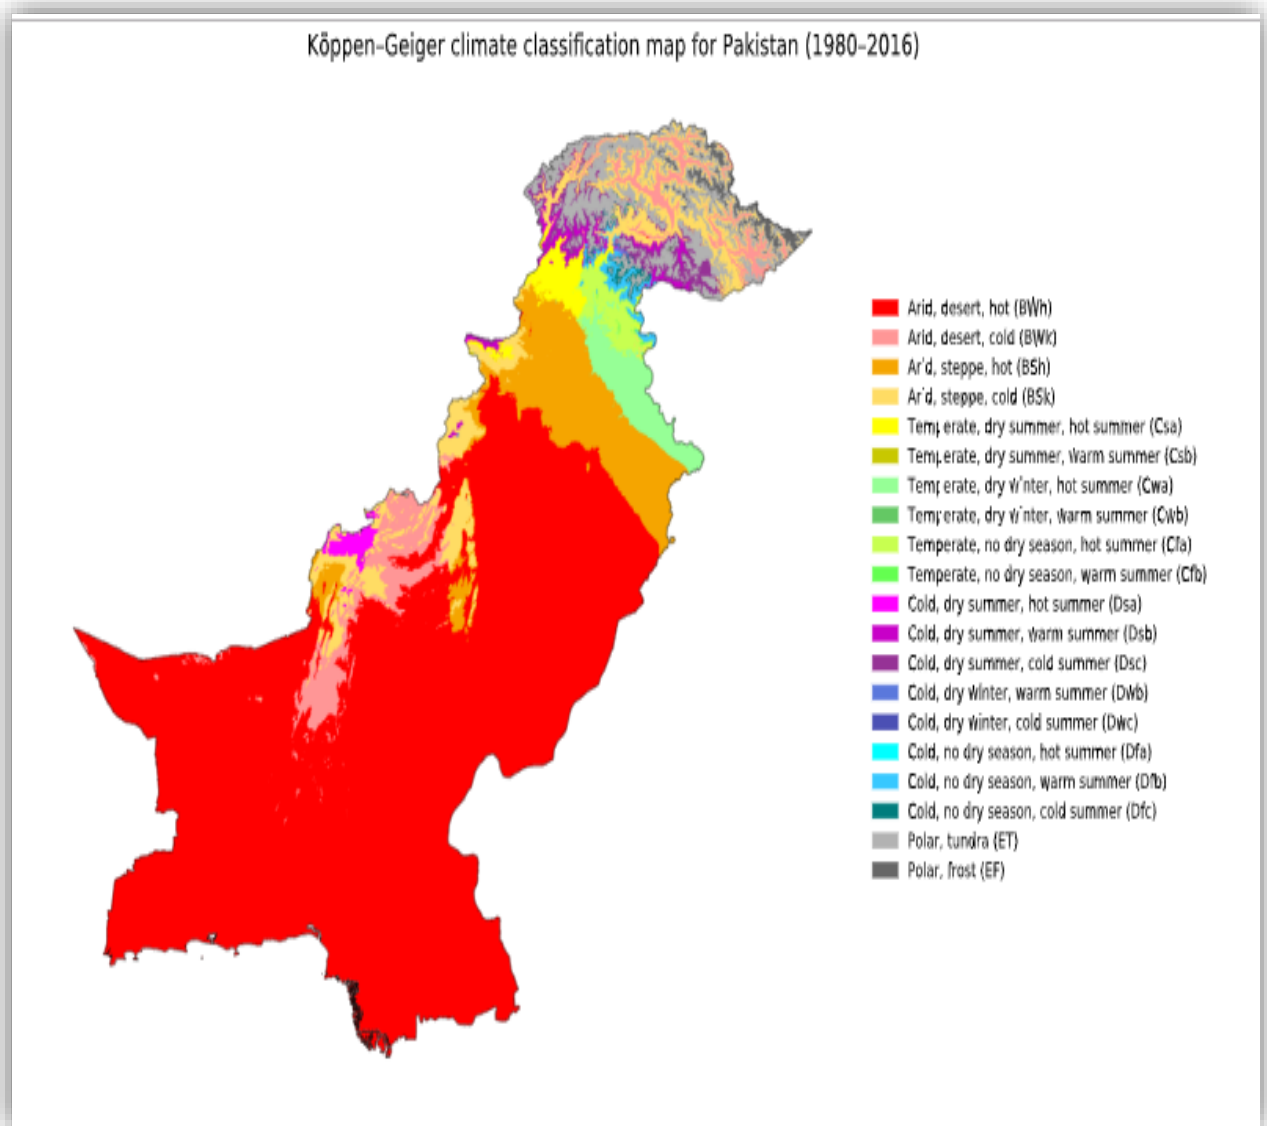 Köppen–Geiger climate classification map for Pakistan (1980–2016)
Arid, desert, hot (BWh)
Arid, desert, cold (BWk)
Arid, steppe, hot (BSh)
Arid, steppe, cold (BSk)
Temperate, dry summer, hot summer (Csa)
Temperate, dry summer, warm summer (Csb)
Temperate, dry winter, hot summer (Cwa)
Temperate, dry winter, warm summer (Cwb)
Temperate, no dry season, hot summer (Cfa)
Temperate, no dry season, warm summer (Cfb)
Cold, dry summer, hot summer (Dsa)
Cold, dry summer, warm summer (Dsb)
Cold, dry summer, cold summer (Dsc)
Cold, dry winter, warm summer (Dwb)
Cold, dry winter, cold summer (Dwc)
Cold, no dry season, hot summer (Dfa)
Cold, no dry season, warm summer (Dfb)
Cold, no dry season, cold summer (Dfc)
Polar, tundra (ET)
Polar, frost (EF)